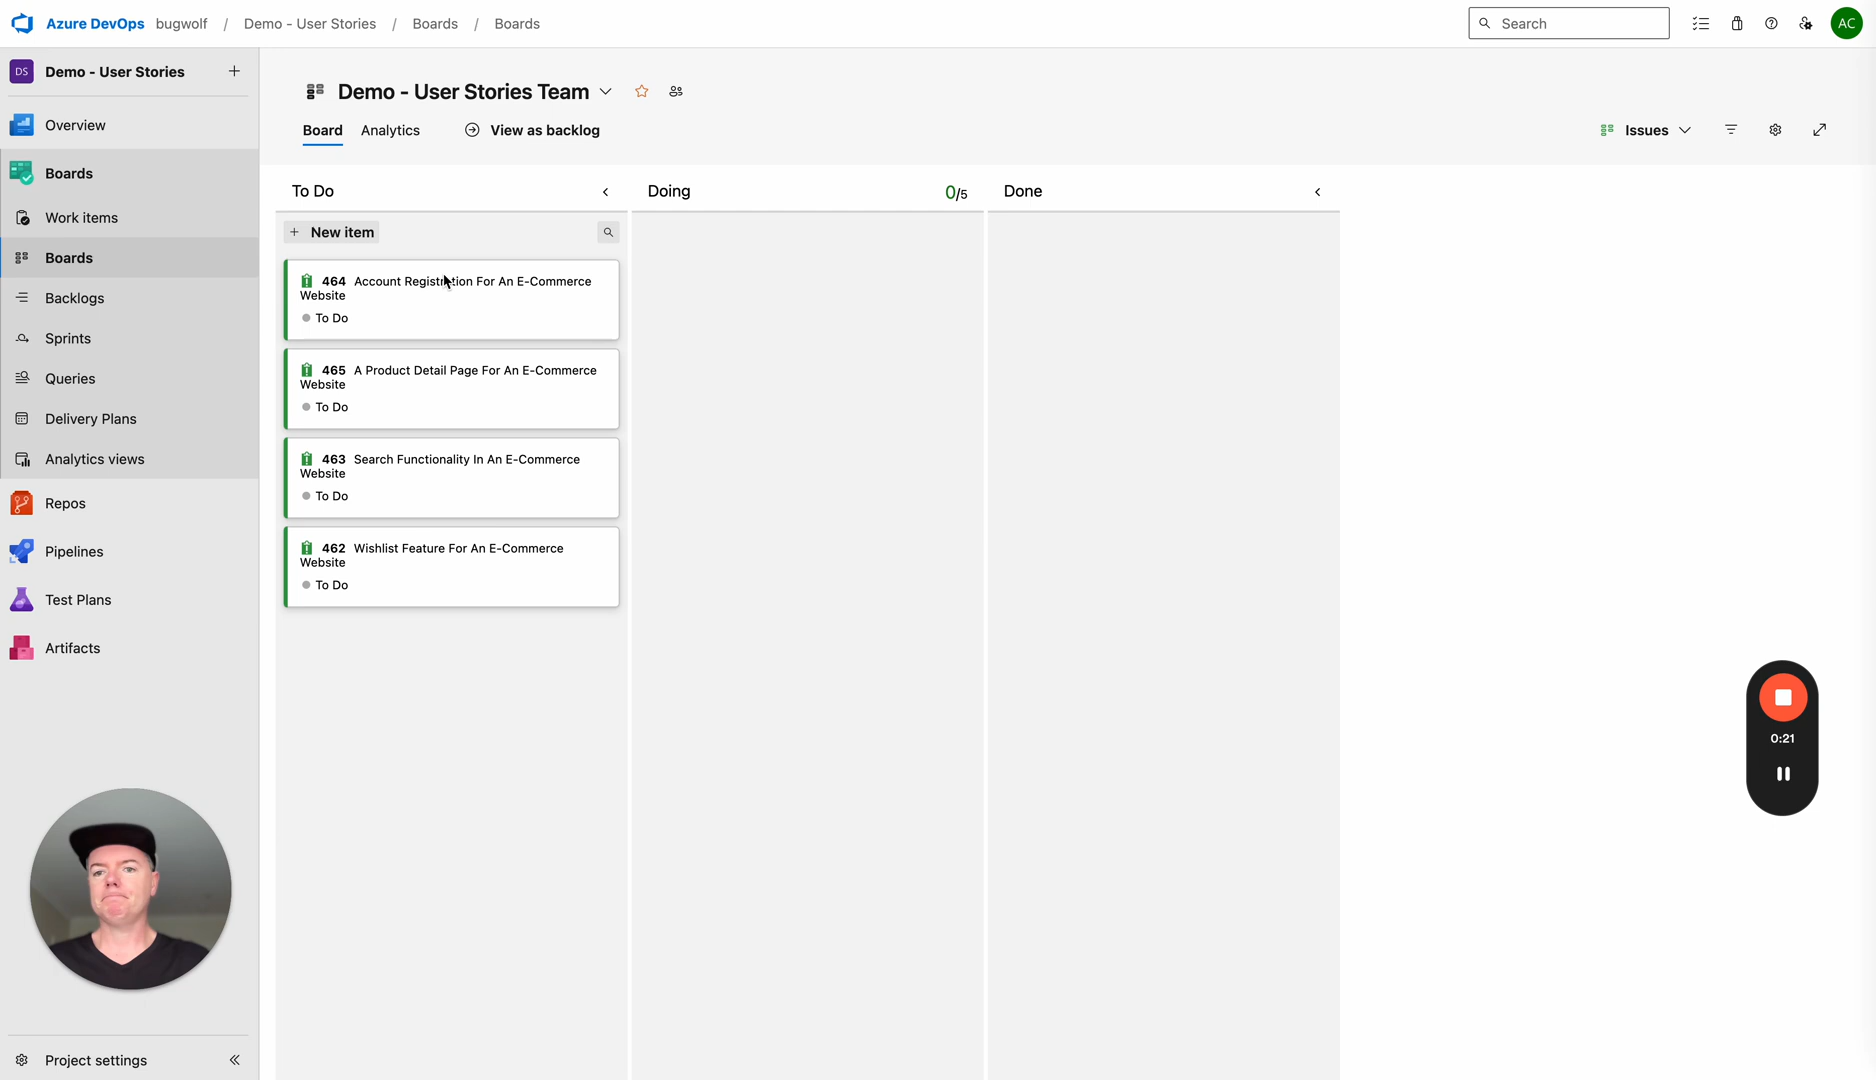 Azure DevOps bugwolf / Demo - User Stories / Boards / Boards
Search
AC
DS Demo - User Stories
Overview
Boards
Work items
Boards
Backlogs
Sprints
Queries
Delivery Plans
Analytics views
Repos
Pipelines
Test Plans
Artifacts
Project settings
Demo - User Stories Team
Board Analytics View as backlog
Issues
To Do
New item
464 Account Registration For An E-Commerce
Website
To Do
465 A Product Detail Page For An E-Commerce
Website
To Do
463 Search Functionality In An E-Commerce
Website
To Do
462 Wishlist Feature For An E-Commerce
Website
To Do
Doing 0/5
Done
0:21